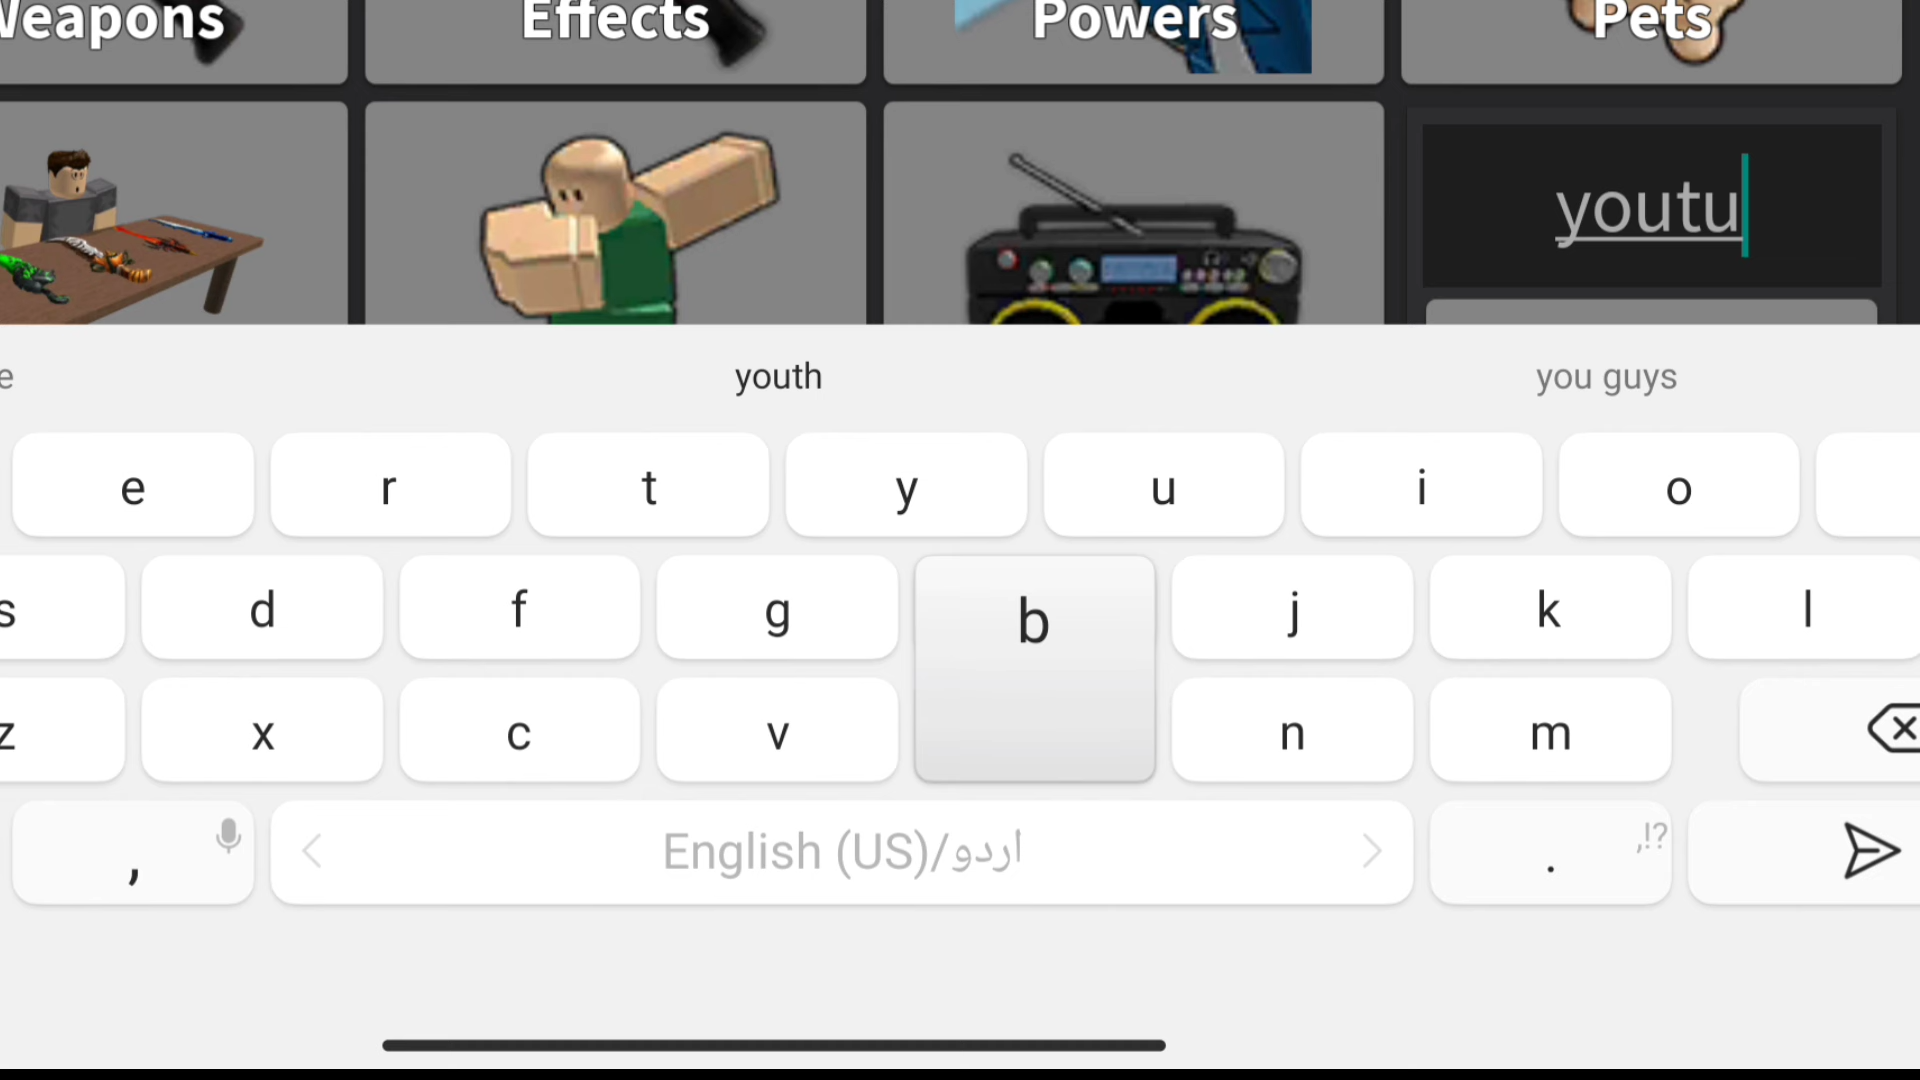 Weapons
Effects
Powers
Pets
youtu
e
youth
you guys
e r t y u i o
s d f g b j k l
z x c v n m
, English (US)/اردو . ,!?